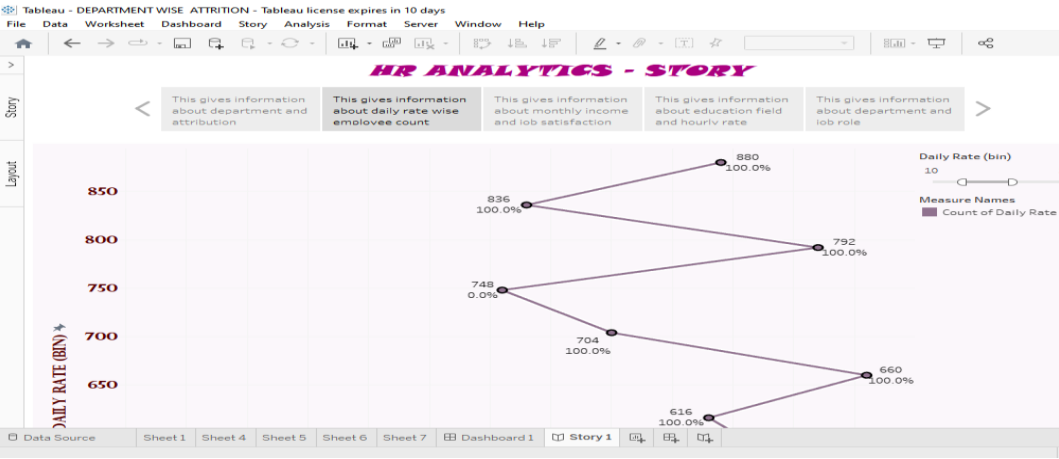 Tableau - DEPARTMENT WISE ATTRITION - Tableau license expires in 10 days
File Data Worksheet Dashboard Story Analysis Format Server Window Help
HR ANALYTICS - STORY
Story
Layout
This gives information
about department and
attribution
This gives information
about daily rate wise
employee count
This gives information
about monthly income
and job satisfaction
This gives information
about education field
and hourly rate
This gives information
about department and
job role
DAILY RATE (BIN)
850
800
750
700
650
880
100.0%
836
100.0%
792
100.0%
748
0.0%
704
100.0%
660
100.0%
616
100.0%
Daily Rate (bin)
10
Measure Names
Count of Daily Rate
Data Source Sheet 1 Sheet 4 Sheet 5 Sheet 6 Sheet 7 Dashboard 1 Story 1